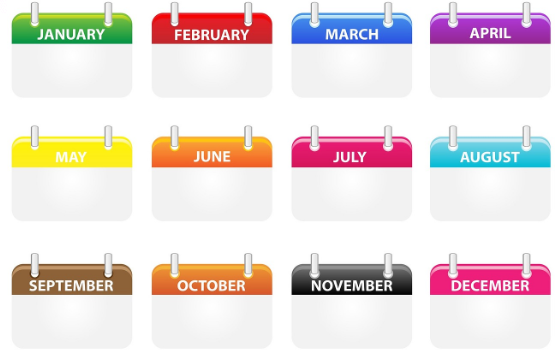 JANUARY
FEBRUARY
MARCH
APRIL
MAY
JUNE
JULY
AUGUST
SEPTEMBER
OCTOBER
NOVEMBER
DECEMBER